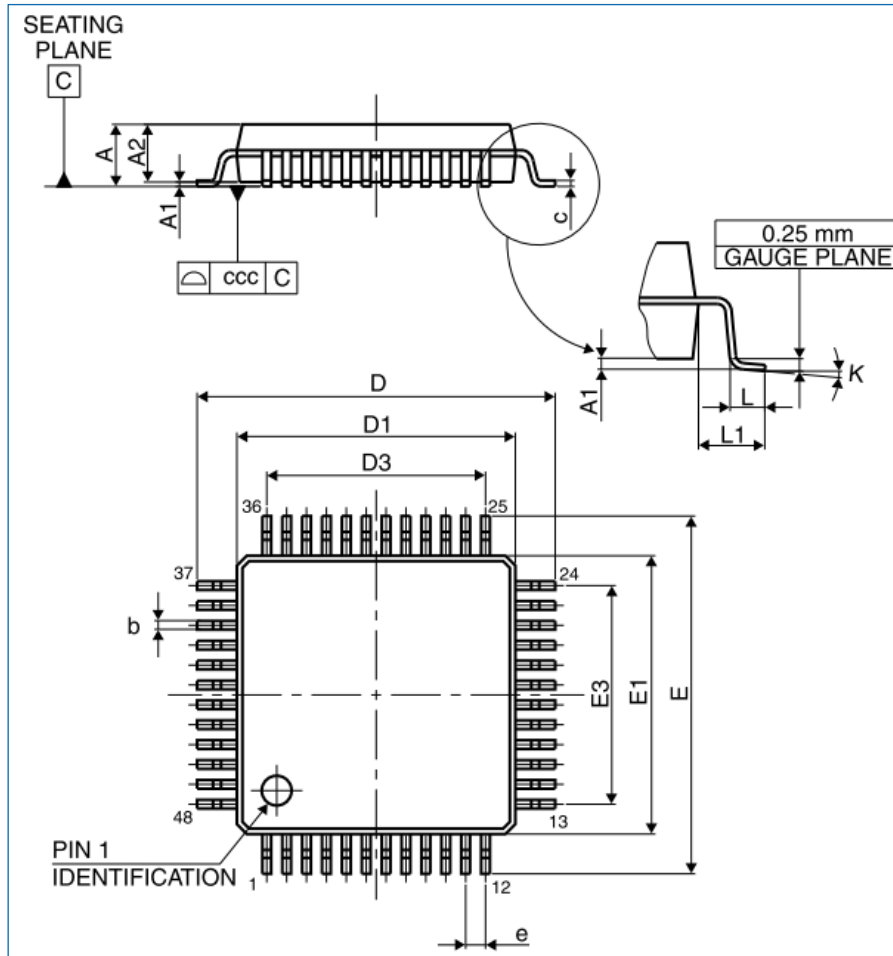 SEATING
PLANE
C
A
A2
A1
c
ccc C
0.25 mm
GAUGE PLANE
A1
K
L
L1
D
D1
D3
36 25
37 24
b
E3
E1
E
48 13
PIN 1
IDENTIFICATION
1 12
e